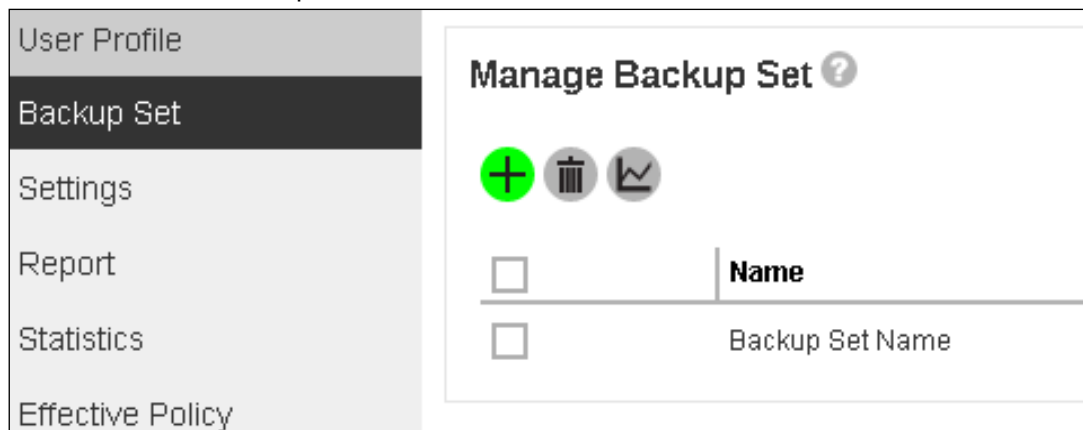 User Profile
Backup Set
Settings
Report
Statistics
Effective Policy
Manage Backup Set ?
Name
Backup Set Name